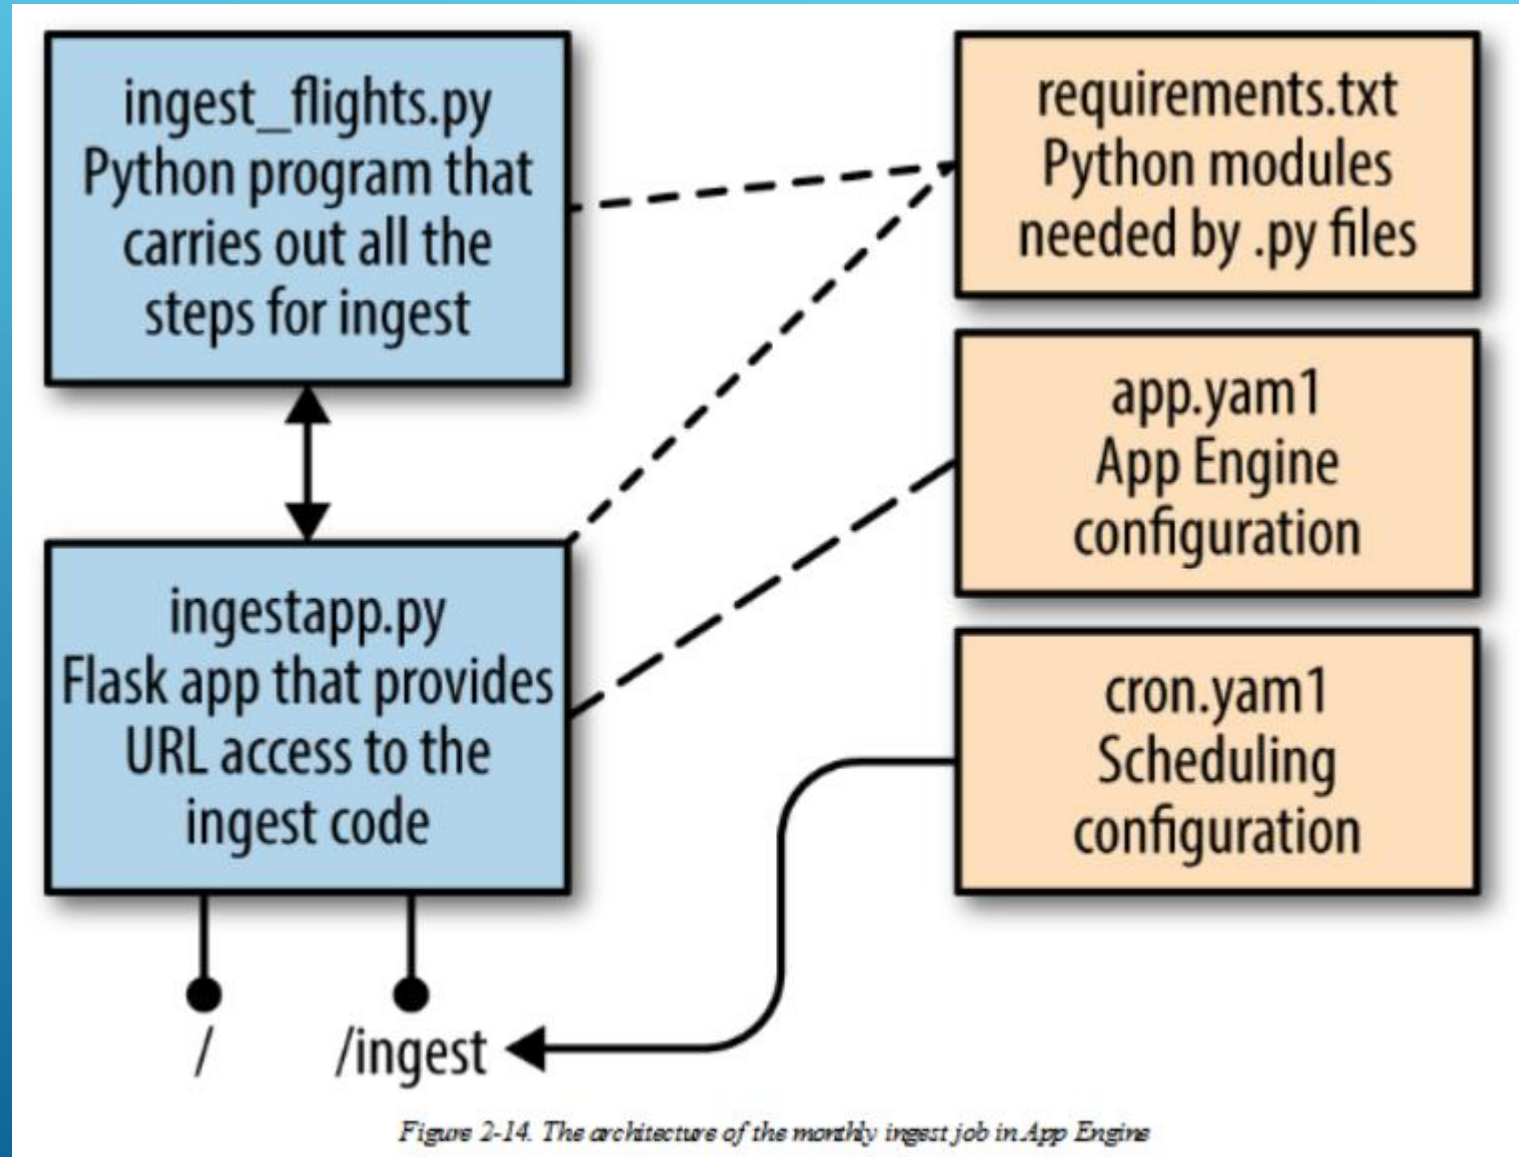 ingest_flights.py
Python program that
carries out all the
steps for ingest
requirements.txt
Python modules
needed by .py files
app.yam1
App Engine
configuration
ingestapp.py
Flask app that provides
URL access to the
ingest code
cron.yam1
Scheduling
configuration
/
/ingest
Figure 2-14. The architecture of the monthly ingest job in App Engine